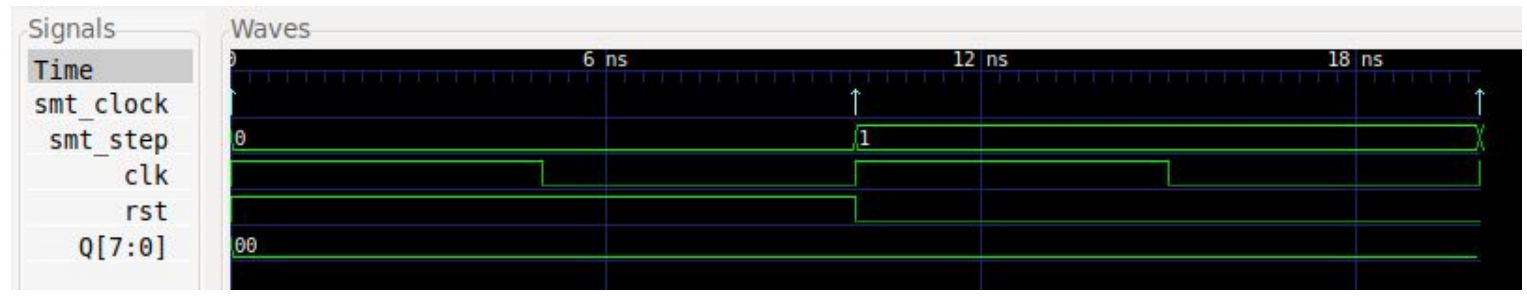 Signals Waves
Time 0 6 ns 12 ns 18 ns
smt_clock
smt_step 0 1
clk
rst
Q[7:0] 00